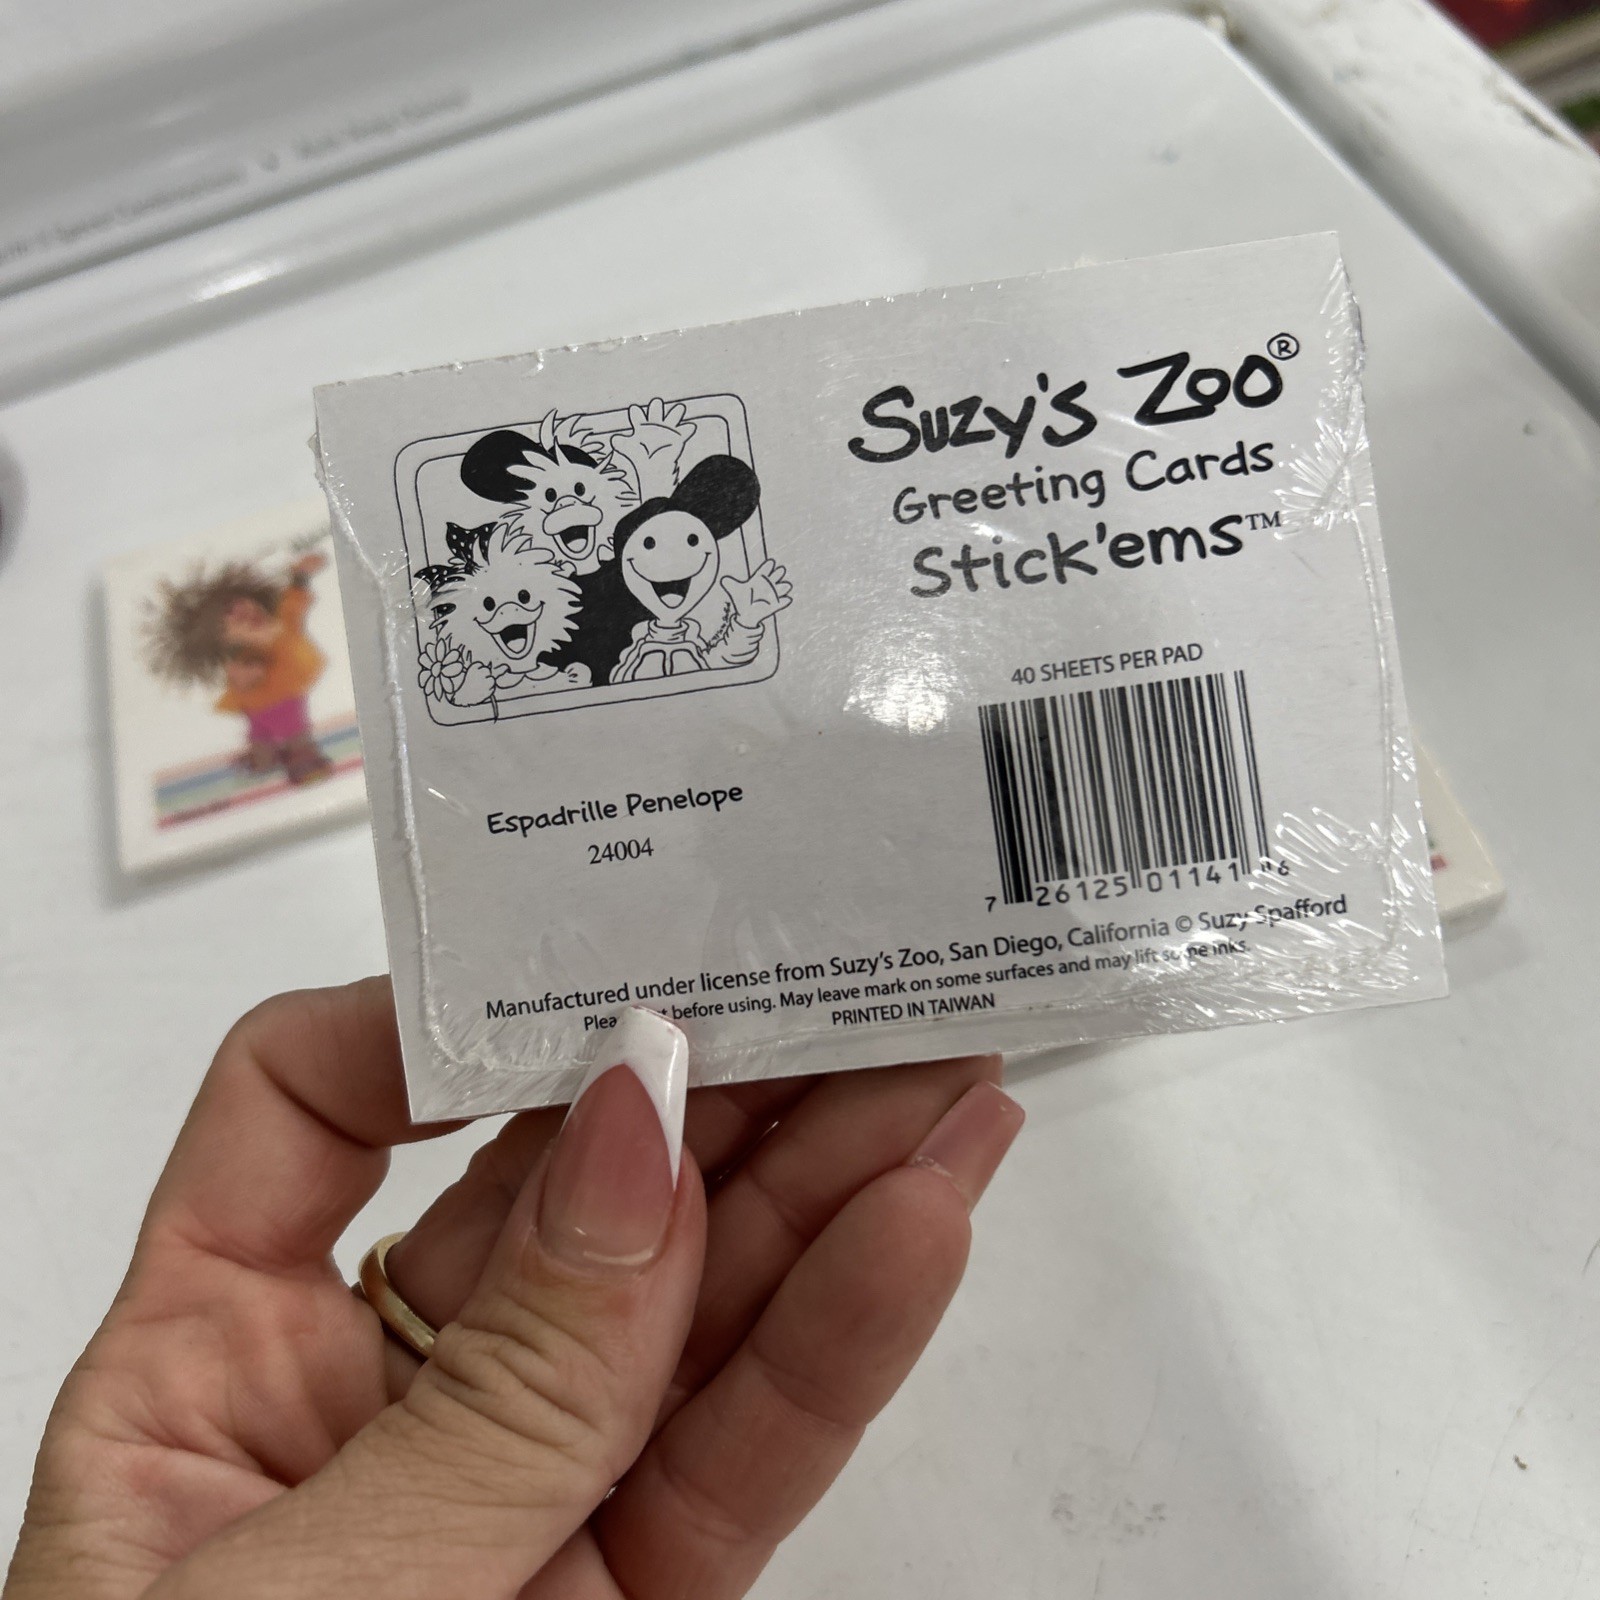 Suzy's Zoo®
Greeting Cards
Stick'ems™
40 SHEETS PER PAD
7 26125 01141 6
Espadrille Penelope
24004
Manufactured under license from Suzy's Zoo, San Diego, California © Suzy Spafford
before using. May leave mark on some surfaces and may lift some inks.
PRINTED IN TAIWAN